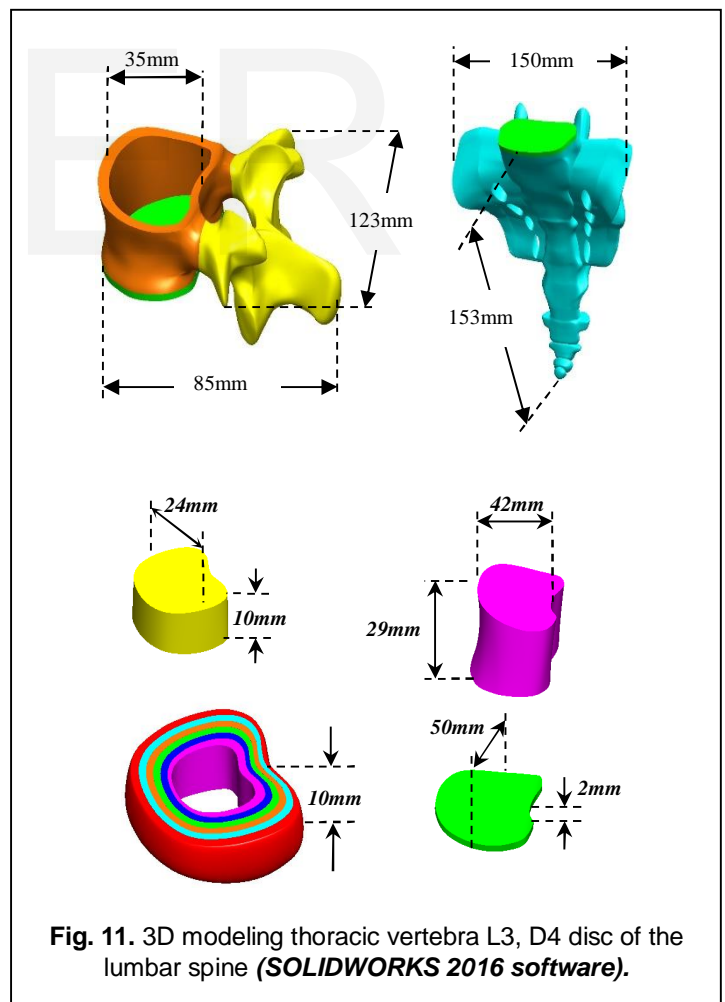 ER
35mm
150mm
123mm
153mm
85mm
24mm
42mm
10mm
29mm
50mm
10mm
2mm
Fig. 11. 3D modeling thoracic vertebra L3, D4 disc of the
lumbar spine (SOLIDWORKS 2016 software).